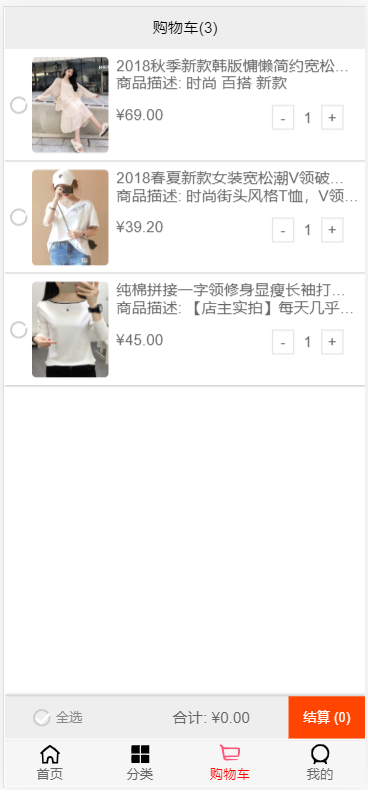 购物车(3)
2018秋季新款韩版慵懒简约宽松...
商品描述: 时尚 百搭 新款
¥69.00
- 1 +
2018春夏新款女装宽松潮V领破...
商品描述: 时尚街头风格T恤，V领...
¥39.20
- 1 +
纯棉拼接一字领修身显瘦长袖打...
商品描述: 【店主实拍】每天几乎...
¥45.00
- 1 +
全选 合计: ¥0.00 结算 (0)
首页 分类 购物车 我的